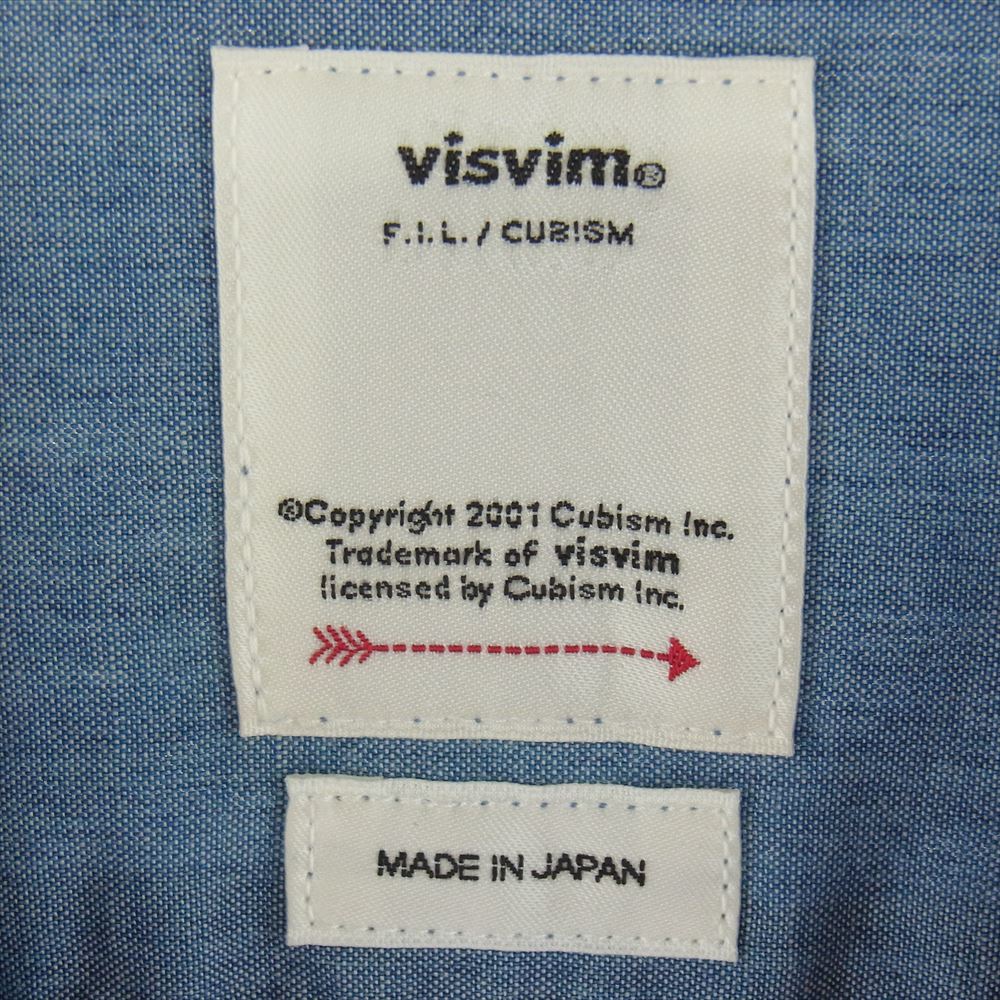 visvim®
F.I.L. / CUBISM
©Copyright 2001 Cubism Inc.
Trademark of visvim
licensed by Cubism Inc.
MADE IN JAPAN